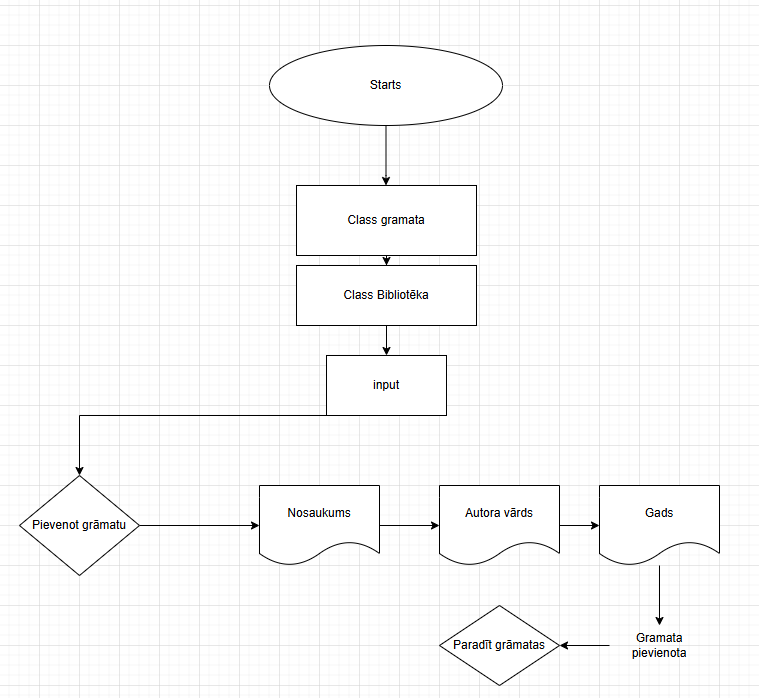 Starts
Class gramata
Class Bibliotēka
input
Pievenot grāmatu
Nosaukums
Autora vārds
Gads
Paradīt grāmatas
Gramata
pievienota